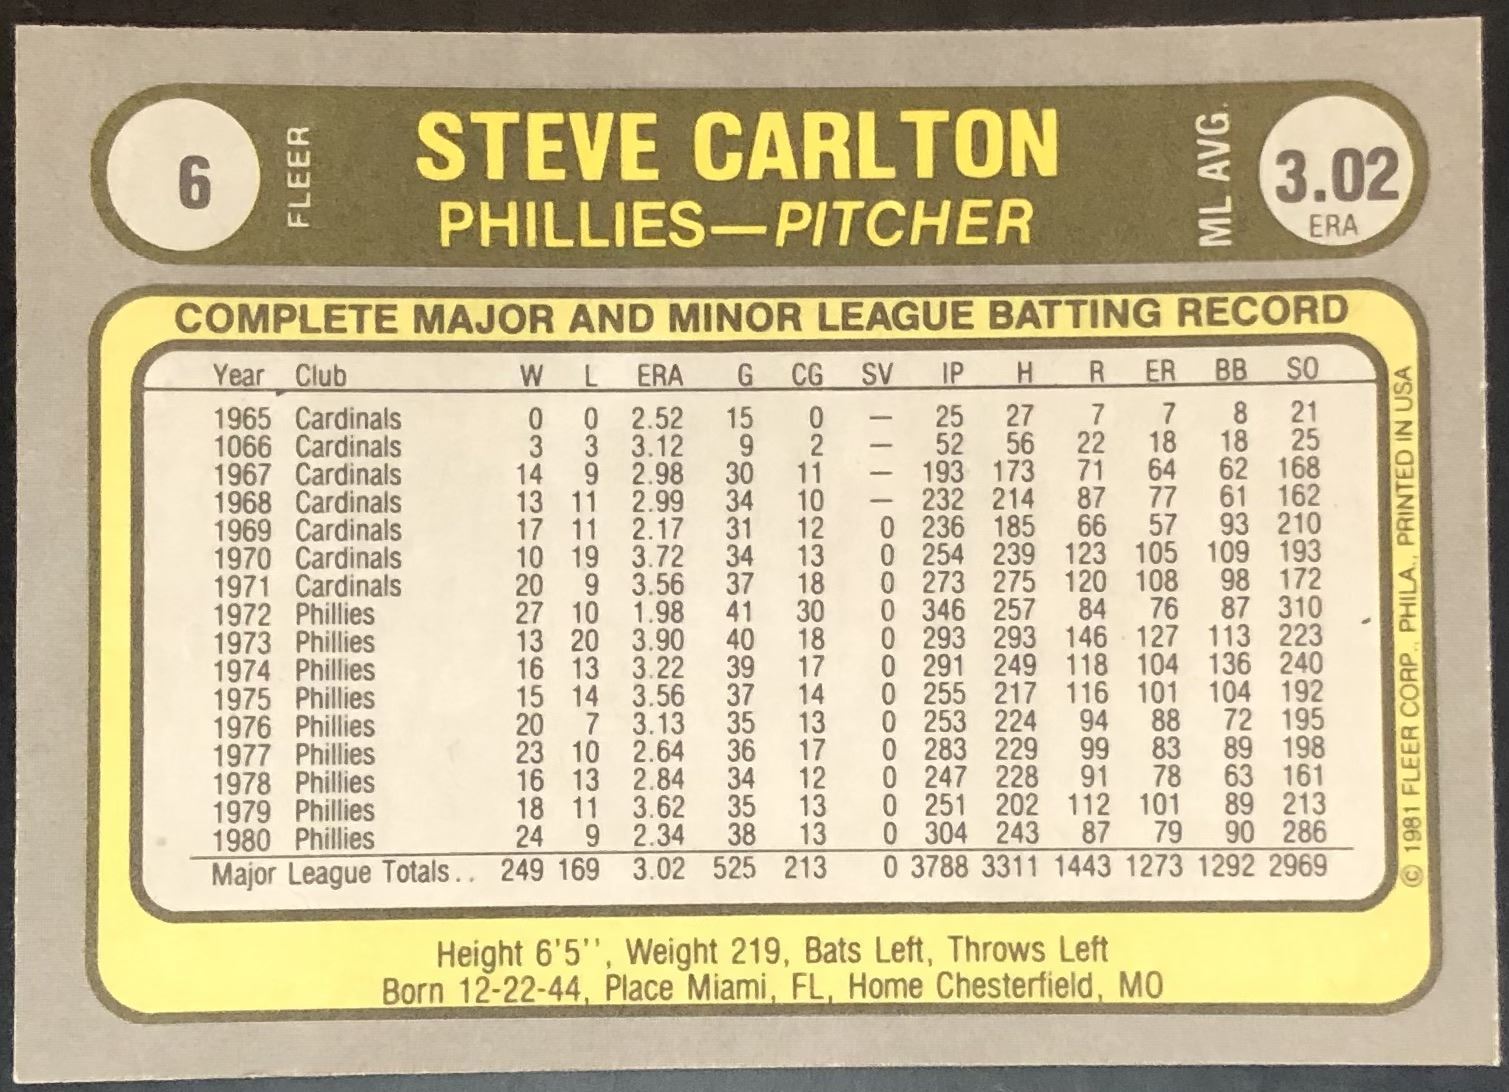 6 FLEER STEVE CARLTON ML AVG. 3.02
PHILLIES—PITCHER ERA
COMPLETE MAJOR AND MINOR LEAGUE BATTING RECORD
Year Club W L ERA G CG SV IP H R ER BB SO
1965 Cardinals 0 0 2.52 15 0 — 25 27 7 7 8 21
1066 Cardinals 3 3 3.12 9 2 — 52 56 22 18 18 25
1967 Cardinals 14 9 2.98 30 11 — 193 173 71 64 62 168
1968 Cardinals 13 11 2.99 34 10 — 232 214 87 77 61 162
1969 Cardinals 17 11 2.17 31 12 0 236 185 66 57 93 210
1970 Cardinals 10 19 3.72 34 13 0 254 239 123 105 109 193
1971 Cardinals 20 9 3.56 37 18 0 273 275 120 108 98 172
1972 Phillies 27 10 1.98 41 30 0 346 257 84 76 87 310
1973 Phillies 13 20 3.90 40 18 0 293 293 146 127 113 223
1974 Phillies 16 13 3.22 39 17 0 291 249 118 104 136 240
1975 Phillies 15 14 3.56 37 14 0 255 217 116 101 104 192
1976 Phillies 20 7 3.13 35 13 0 253 224 94 88 72 195
1977 Phillies 23 10 2.64 36 17 0 283 229 99 83 89 198
1978 Phillies 16 13 2.84 34 12 0 247 228 91 78 63 161
1979 Phillies 18 11 3.62 35 13 0 251 202 112 101 89 213
1980 Phillies 24 9 2.34 38 13 0 304 243 87 79 90 286
Major League Totals.. 249 169 3.02 525 213 0 3788 3311 1443 1273 1292 2969
Height 6'5'', Weight 219, Bats Left, Throws Left
Born 12-22-44, Place Miami, FL, Home Chesterfield, MO
© 1981 FLEER CORP., PHILA., PRINTED IN USA